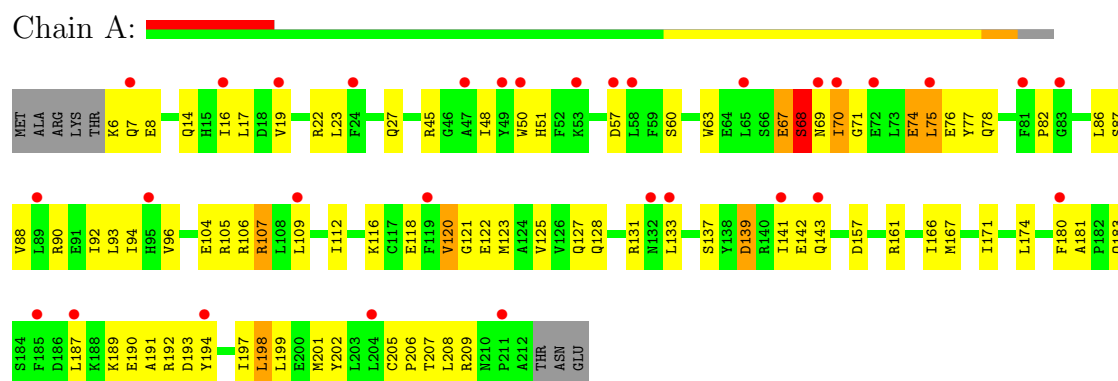 Chain A:
MET ALA ARG LYS THR K6 Q7 E8 Q14 H15 I16 L17 D18 V19 R22 L23 F24 Q27 R45 G46 A47 I48 Y49 W50 H51 F52 K53 D57 L58 F59 S60 W63 E64 L65 S66 E67 S68 N69 I70 G71 E72 L73 E74 L75 E76 Y77 Q78 F81 P82 G83 L86 S87
V88 L89 R90 E91 I92 L93 I94 H95 V96 E104 R105 R106 R107 L108 L109 I112 K116 C117 E118 F119 V120 G121 E122 M123 A124 V125 V126 Q127 Q128 R131 N132 L133 S137 Y138 D139 R140 I141 E142 Q143 D157 R161 I166 M167 I171 L174 F180 A181 P182 Q183
S184 F185 D186 L187 K188 K189 E190 A191 R192 D193 Y194 I197 L198 L199 E200 M201 Y202 L203 L204 C205 P206 T207 L208 R209 N210 P211 A212 THR ASN GLU